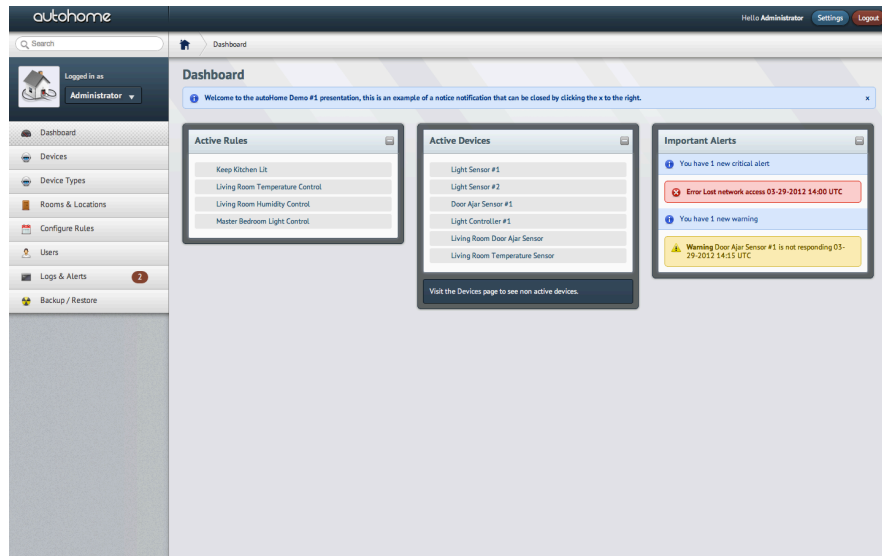 autohome
Hello Administrator
Settings
Logout
Search
Dashboard
Logged in as
Administrator
Dashboard
Welcome to the autoHome Demo #1 presentation, this is an example of a notice notification that can be closed by clicking the x to the right.
x
Dashboard
Devices
Device Types
Rooms & Locations
Configure Rules
Users
Logs & Alerts
2
Backup / Restore
Active Rules
Keep Kitchen Lit
Living Room Temperature Control
Living Room Humidity Control
Master Bedroom Light Control
Active Devices
Light Sensor #1
Light Sensor #2
Door Ajar Sensor #1
Light Controller #1
Living Room Door Ajar Sensor
Living Room Temperature Sensor
Visit the Devices page to see non active devices.
Important Alerts
You have 1 new critical alert
Error Lost network access 03-29-2012 14:00 UTC
You have 1 new warning
Warning Door Ajar Sensor #1 is not responding 03-
29-2012 14:15 UTC